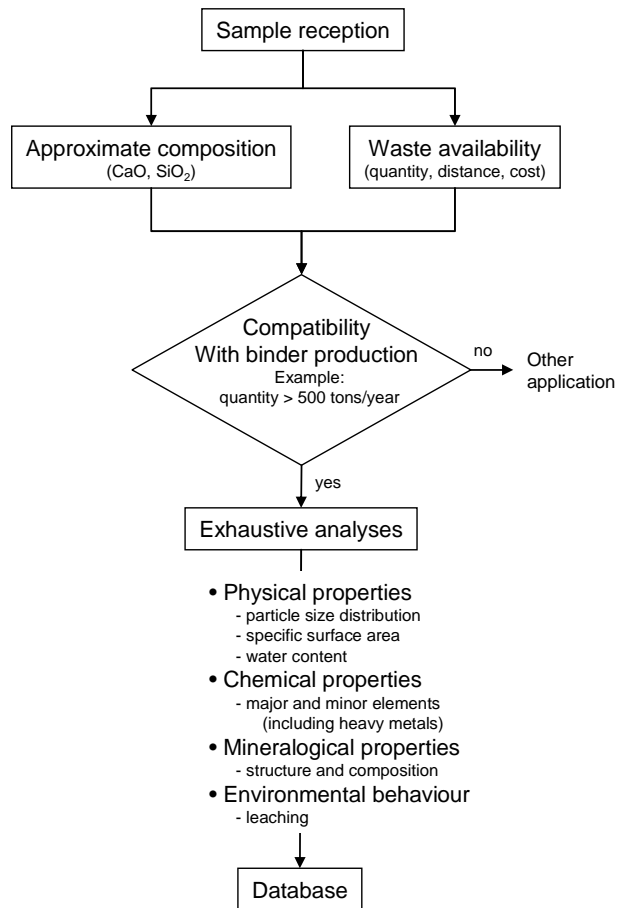 Sample reception
Approximate composition
(CaO, SiO₂)
Waste availability
(quantity, distance, cost)
Compatibility
With binder production
Example:
quantity > 500 tons/year
no
Other
application
yes
Exhaustive analyses
• Physical properties
- particle size distribution
- specific surface area
- water content
• Chemical properties
- major and minor elements
(including heavy metals)
• Mineralogical properties
- structure and composition
• Environmental behaviour
- leaching
Database